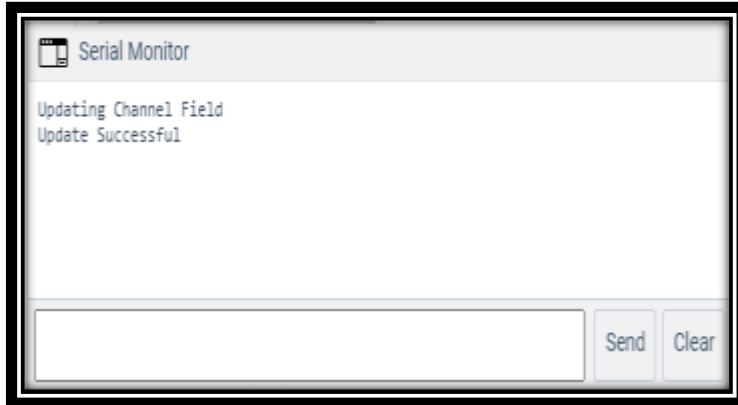 Serial Monitor
Updating Channel Field
Update Successful
Send
Clear